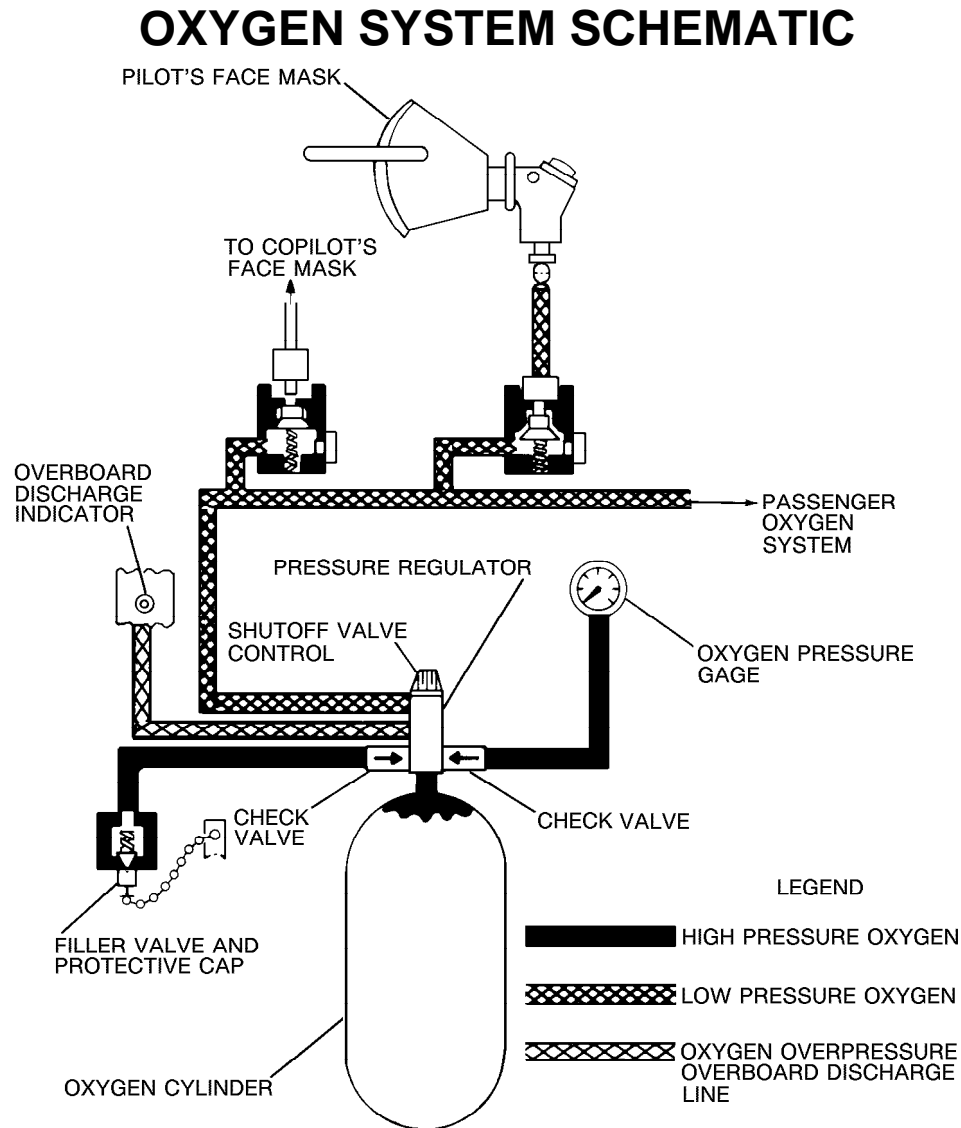 OXYGEN SYSTEM SCHEMATIC
PILOT'S FACE MASK
TO COPILOT'S
FACE MASK
OVERBOARD
DISCHARGE
INDICATOR
PASSENGER
OXYGEN
SYSTEM
PRESSURE REGULATOR
SHUTOFF VALVE
CONTROL
OXYGEN PRESSURE
GAGE
CHECK
VALVE
CHECK VALVE
FILLER VALVE AND
PROTECTIVE CAP
OXYGEN CYLINDER
LEGEND
HIGH PRESSURE OXYGEN
LOW PRESSURE OXYGEN
OXYGEN OVERPRESSURE
OVERBOARD DISCHARGE
LINE